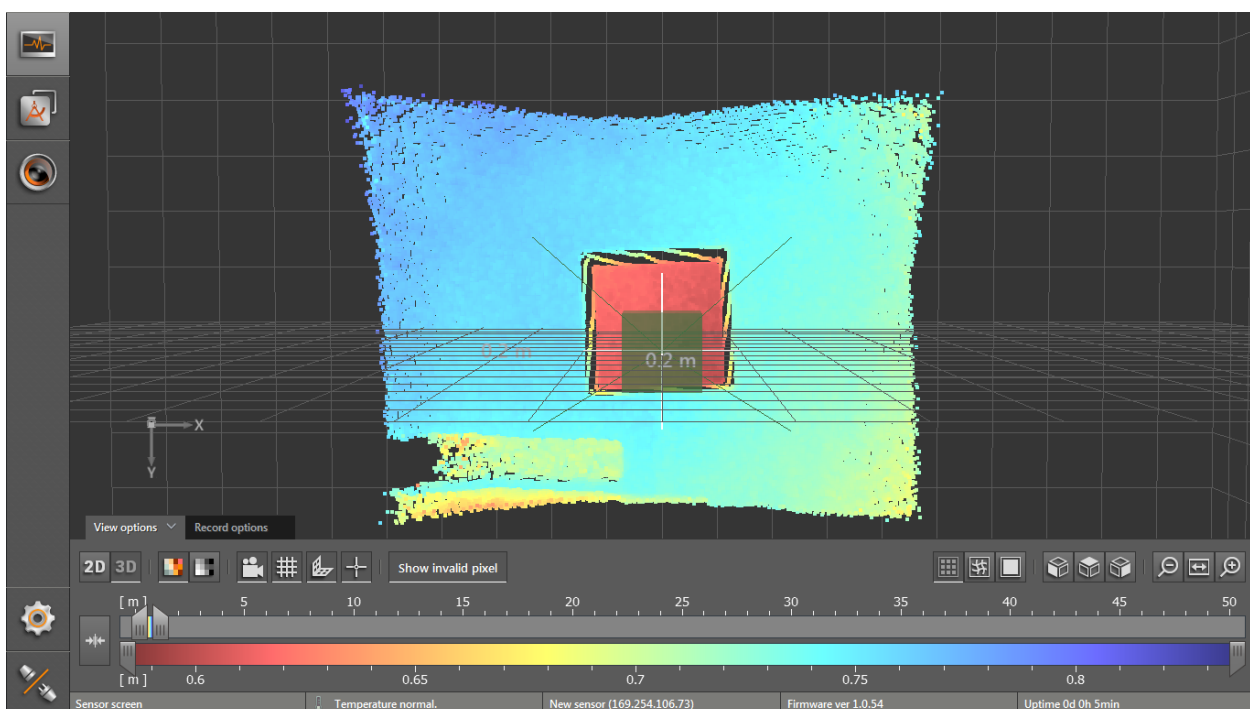 0.2 m
0.2 m
X
Y
View options
Record options
2D 3D
Show invalid pixel
[ m ] 5 10 15 20 25 30 35 40 45 50
[ m ] 0.6 0.65 0.7 0.75 0.8
Sensor screen Temperature normal. New sensor (169.254.106.73) Firmware ver 1.0.54 Uptime 0d 0h 5min